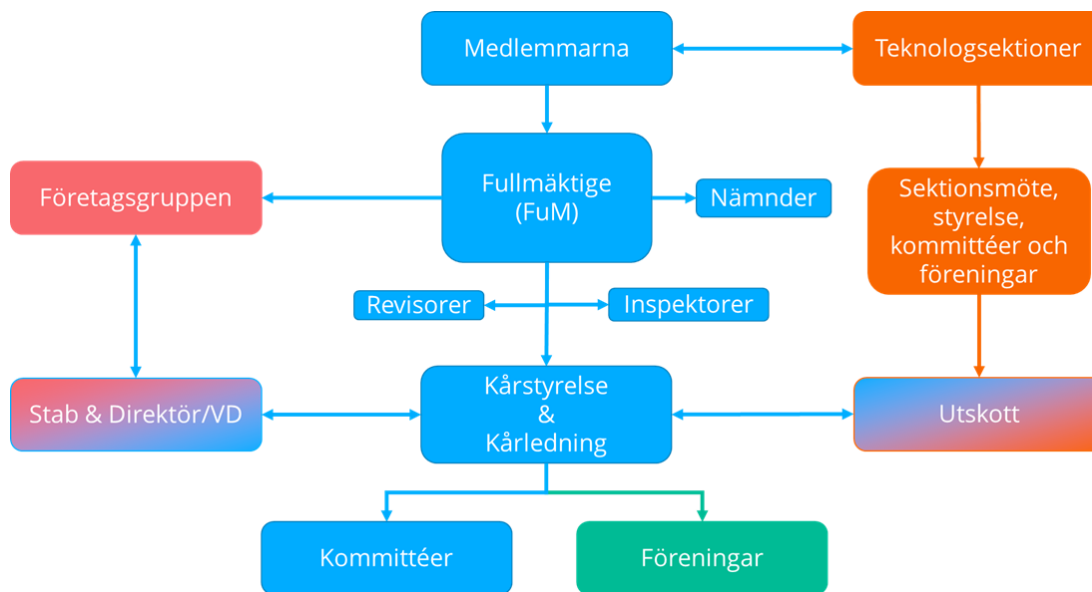 Medlemmarna
Teknologsektioner
Företagsgruppen
Fullmäktige
(FuM)
Nämnder
Sektionsmöte,
styrelse,
kommittéer och
föreningar
Revisorer
Inspektorer
Stab & Direktör/VD
Kårstyrelse
&
Kårledning
Utskott
Kommittéer
Föreningar